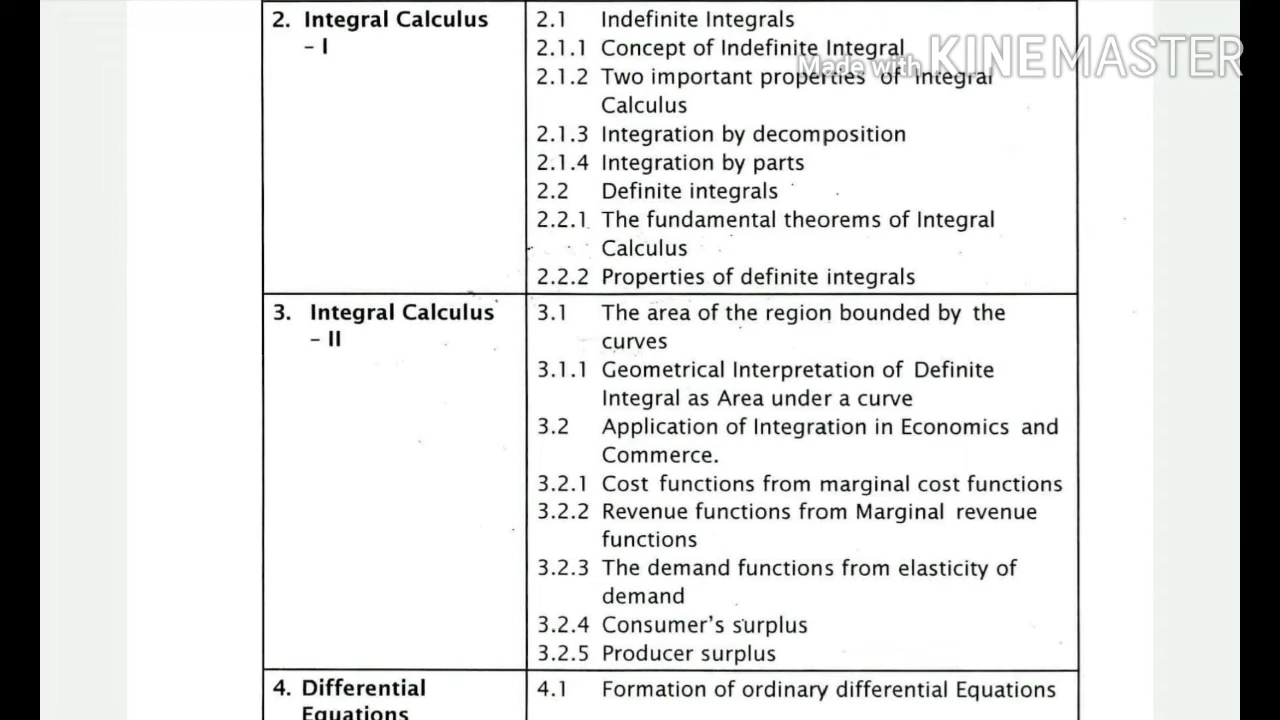 2. Integral Calculus
– I
2.1 Indefinite Integrals
2.1.1 Concept of Indefinite Integral
2.1.2 Two important properties of Integral
Calculus
2.1.3 Integration by decomposition
2.1.4 Integration by parts
2.2 Definite integrals
2.2.1 The fundamental theorems of Integral
Calculus
2.2.2 Properties of definite integrals
Made with KINEMASTER
3. Integral Calculus
– II
3.1 The area of the region bounded by the
curves
3.1.1 Geometrical Interpretation of Definite
Integral as Area under a curve
3.2 Application of Integration in Economics and
Commerce.
3.2.1 Cost functions from marginal cost functions
3.2.2 Revenue functions from Marginal revenue
functions
3.2.3 The demand functions from elasticity of
demand
3.2.4 Consumer's surplus
3.2.5 Producer surplus
4. Differential
Equations
4.1 Formation of ordinary differential Equations